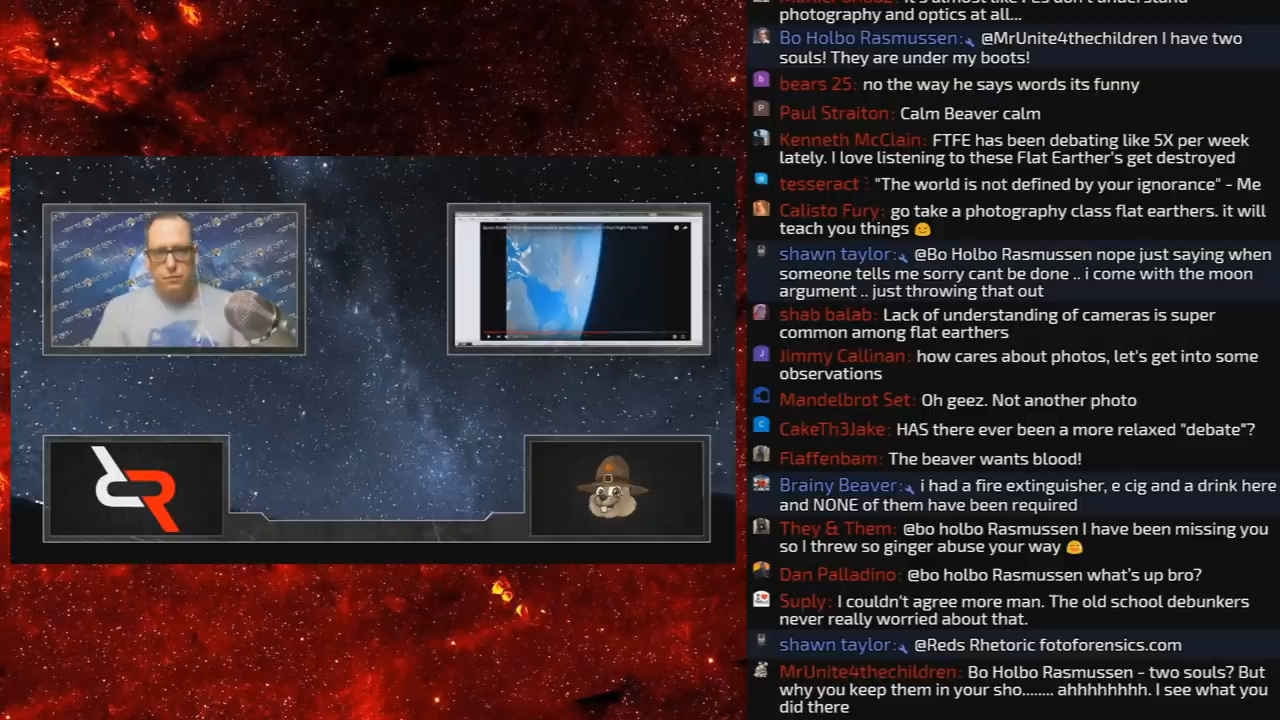 photography and optics at all...
Bo Holbo Rasmussen: @MrUnite4thechildren I have two
souls! They are under my boots!
bears 25: no the way he says words its funny
Paul Straiton: Calm Beaver calm
Kenneth McClain: FTFE has been debating like 5X per week
lately. I love listening to these Flat Earther's get destroyed
tesseract : "The world is not defined by your ignorance" - Me
Calisto Fury: go take a photography class flat earthers. it will
teach you things
shawn taylor: @Bo Holbo Rasmussen nope just saying when
someone tells me sorry cant be done .. i come with the moon
argument .. just throwing that out
shab balab: Lack of understanding of cameras is super
common among flat earthers
Jimmy Callinan: how cares about photos, let's get into some
observations
Mandelbrot Set: Oh geez. Not another photo
CakeTh3Jake: HAS there ever been a more relaxed "debate"?
Flaffenbam: The beaver wants blood!
Brainy Beaver: i had a fire extinguisher, e cig and a drink here
and NONE of them have been required
They & Them: @bo holbo Rasmussen I have been missing you
so I threw so ginger abuse your way
Dan Palladino: @bo holbo Rasmussen what's up bro?
Suply: I couldn't agree more man. The old school debunkers
never really worried about that.
shawn taylor: @Reds Rhetoric fotoforensics.com
MrUnite4thechildren: Bo Holbo Rasmussen - two souls? But
why you keep them in your sho........ ahhhhhhhh. I see what you
did there